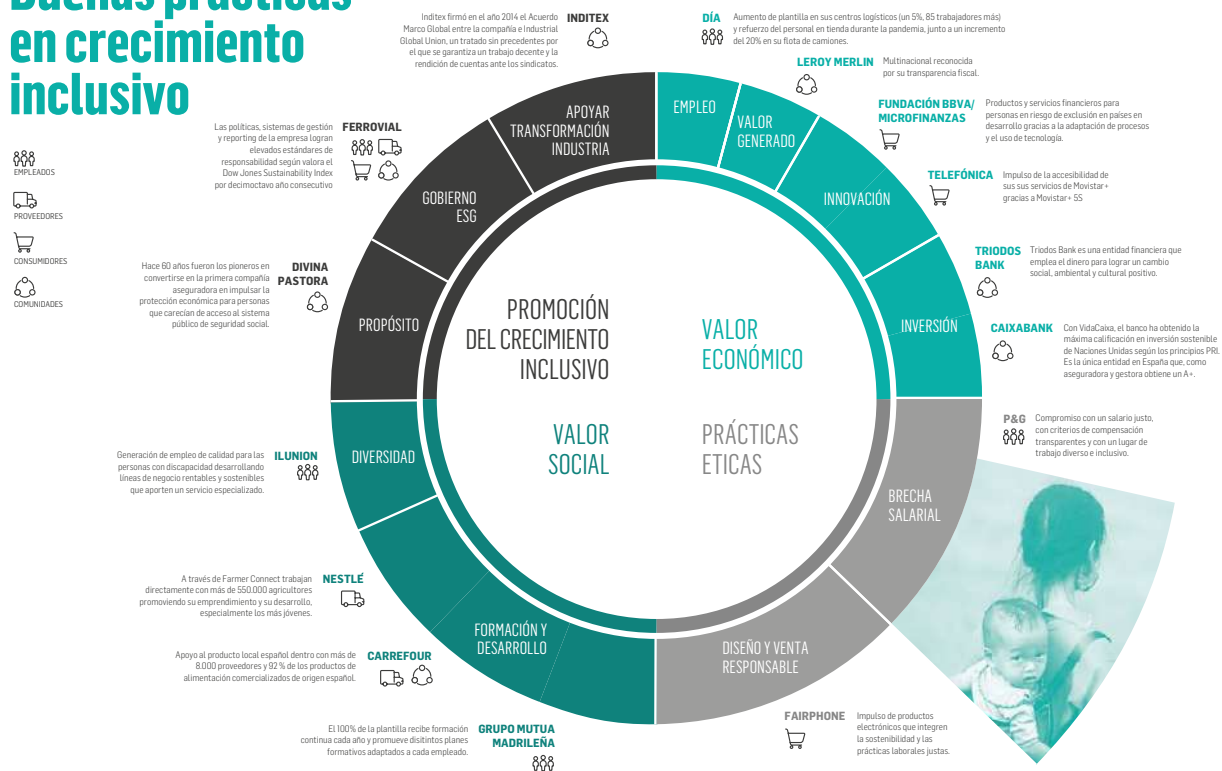 Buenas prácticas
en crecimiento
inclusivo
EMPLEADOS
PROVEEDORES
CONSUMIDORES
COMUNIDADES
INDITEX
Inditex firmó en el año 2014 el Acuerdo
Marco Global entre la compañía e Industrial
Global Union, un tratado sin precedentes por
el que se garantiza un trabajo decente y la
rendición de cuentas ante los sindicatos.
DÍA
Aumento de plantilla en sus centros logísticos (un 5%, 85 trabajadores más)
y refuerzo del personal en tienda durante la pandemia, junto a un incremento
del 20% en su flota de camiones.
LEROY MERLIN
Multinacional reconocida
por su transparencia fiscal.
FUNDACIÓN BBVA/
MICROFINANZAS
Productos y servicios financieros para
personas en riesgo de exclusión en países en
desarrollo gracias a la adaptación de procesos
y el uso de tecnología.
TELEFÓNICA
Impulso de la accesibilidad de
sus sus servicios de Movistar+
gracias a Movistar+ 5S
TRIODOS
BANK
Triodos Bank es una entidad financiera que
emplea el dinero para lograr un cambio
social, ambiental y cultural positivo.
CAIXABANK
Con VidaCaixa, el banco ha obtenido la
máxima calificación en inversión sostenible
de Naciones Unidas según los principios PRI.
Es la única entidad en España que, como
aseguradora y gestora obtiene un A+.
P&G
Compromiso con un salario justo,
con criterios de compensación
transparentes y con un lugar de
trabajo diverso e inclusivo.
FAIRPHONE
Impulso de productos
electrónicos que integren
la sostenibilidad y las
prácticas laborales justas.
GRUPO MUTUA
MADRILEÑA
El 100% de la plantilla recibe formación
continua cada año y promueve disitintos planes
formativos adaptados a cada empleado.
CARREFOUR
Apoyo al producto local español dentro con más de
8.000 proveedores y 92 % de los productos de
alimentación comercializados de origen español.
NESTLÉ
A través de Farmer Connect trabajan
directamente con más de 550.000 agricultores
promoviendo su emprendimiento y su desarrollo,
especialmente los más jóvenes.
ILUNION
Generación de empleo de calidad para las
personas con discapacidad desarrollando
líneas de negocio rentables y sostenibles
que aporten un servicio especializado.
DIVINA
PASTORA
Hace 60 años fueron los pioneros en
convertirse en la primera compañía
aseguradora en impulsar la
protección económica para personas
que carecían de acceso al sistema
público de seguridad social.
FERROVIAL
Las políticas, sistemas de gestión
y reporting de la empresa logran
elevados estándares de
responsabilidad según valora el
Dow Jones Sustainability Index
por decimoctavo año consecutivo
EMPLEO
VALOR
GENERADO
INNOVACIÓN
INVERSIÓN
BRECHA
SALARIAL
DISEÑO Y VENTA
RESPONSABLE
FORMACIÓN Y
DESARROLLO
DIVERSIDAD
PROPÓSITO
GOBIERNO
ESG
APOYAR
TRANSFORMACIÓN
INDUSTRIA
PROMOCIÓN
DEL CRECIMIENTO
INCLUSIVO
VALOR
ECONÓMICO
VALOR
SOCIAL
PRÁCTICAS
ETICAS